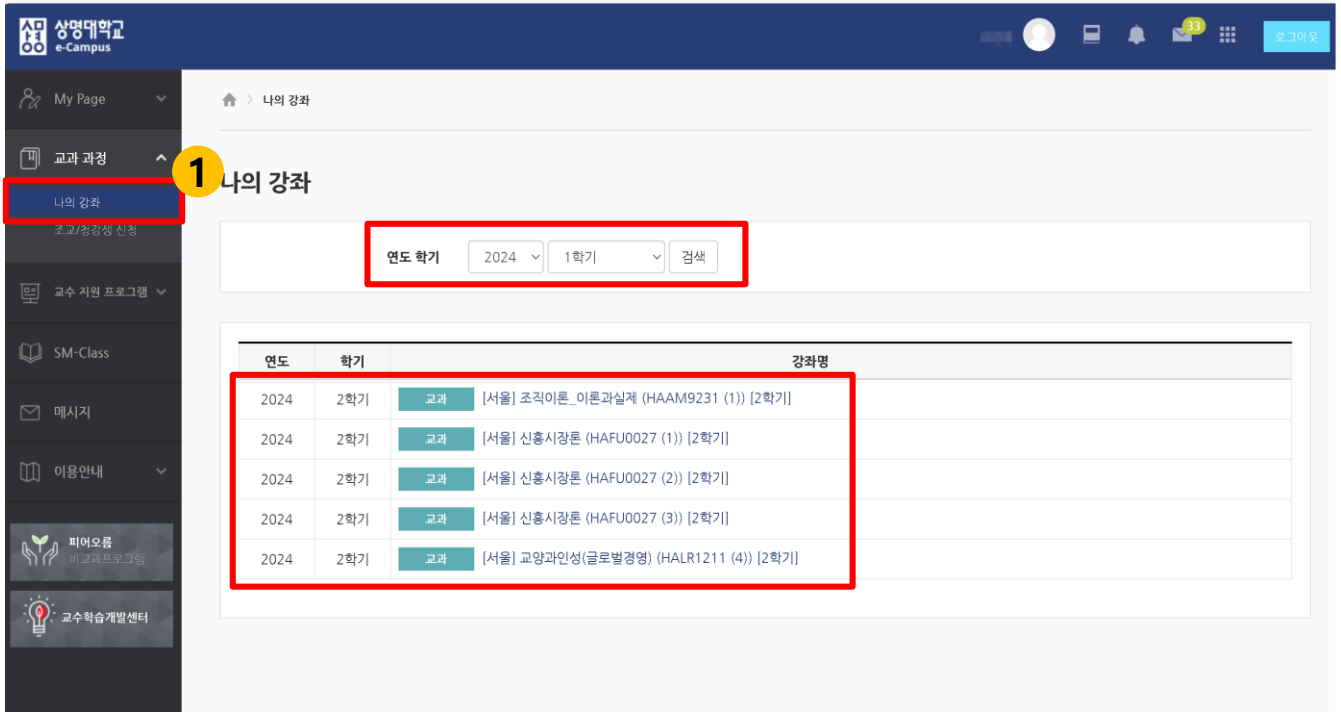 상명대학교
e-Campus
33
로그아웃
My Page
나의 강좌
교과 과정
1
나의 강좌
나의 강좌
조교/청강생 신청
연도 학기 2024 1학기 검색
교수 지원 프로그램
SM-Class
연도 학기 강좌명
2024 2학기 교과 [서울] 조직이론_이론과실제 (HAAM9231 (1)) [2학기]
메시지
2024 2학기 교과 [서울] 신흥시장론 (HAFU0027 (1)) [2학기]
이용안내
2024 2학기 교과 [서울] 신흥시장론 (HAFU0027 (2)) [2학기]
2024 2학기 교과 [서울] 신흥시장론 (HAFU0027 (3)) [2학기]
피어오름
비교과프로그램
2024 2학기 교과 [서울] 교양과인성(글로벌경영) (HALR1211 (4)) [2학기]
교수학습개발센터